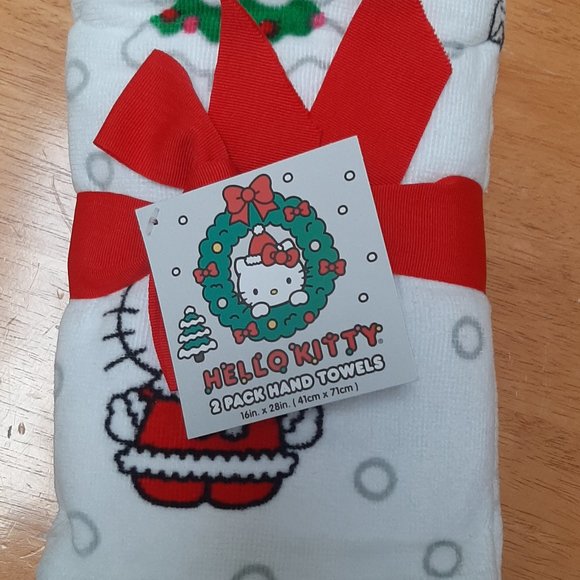 HELLO KITTY
2 PACK HAND TOWELS
16in. x 28in. (41cm x 71cm)